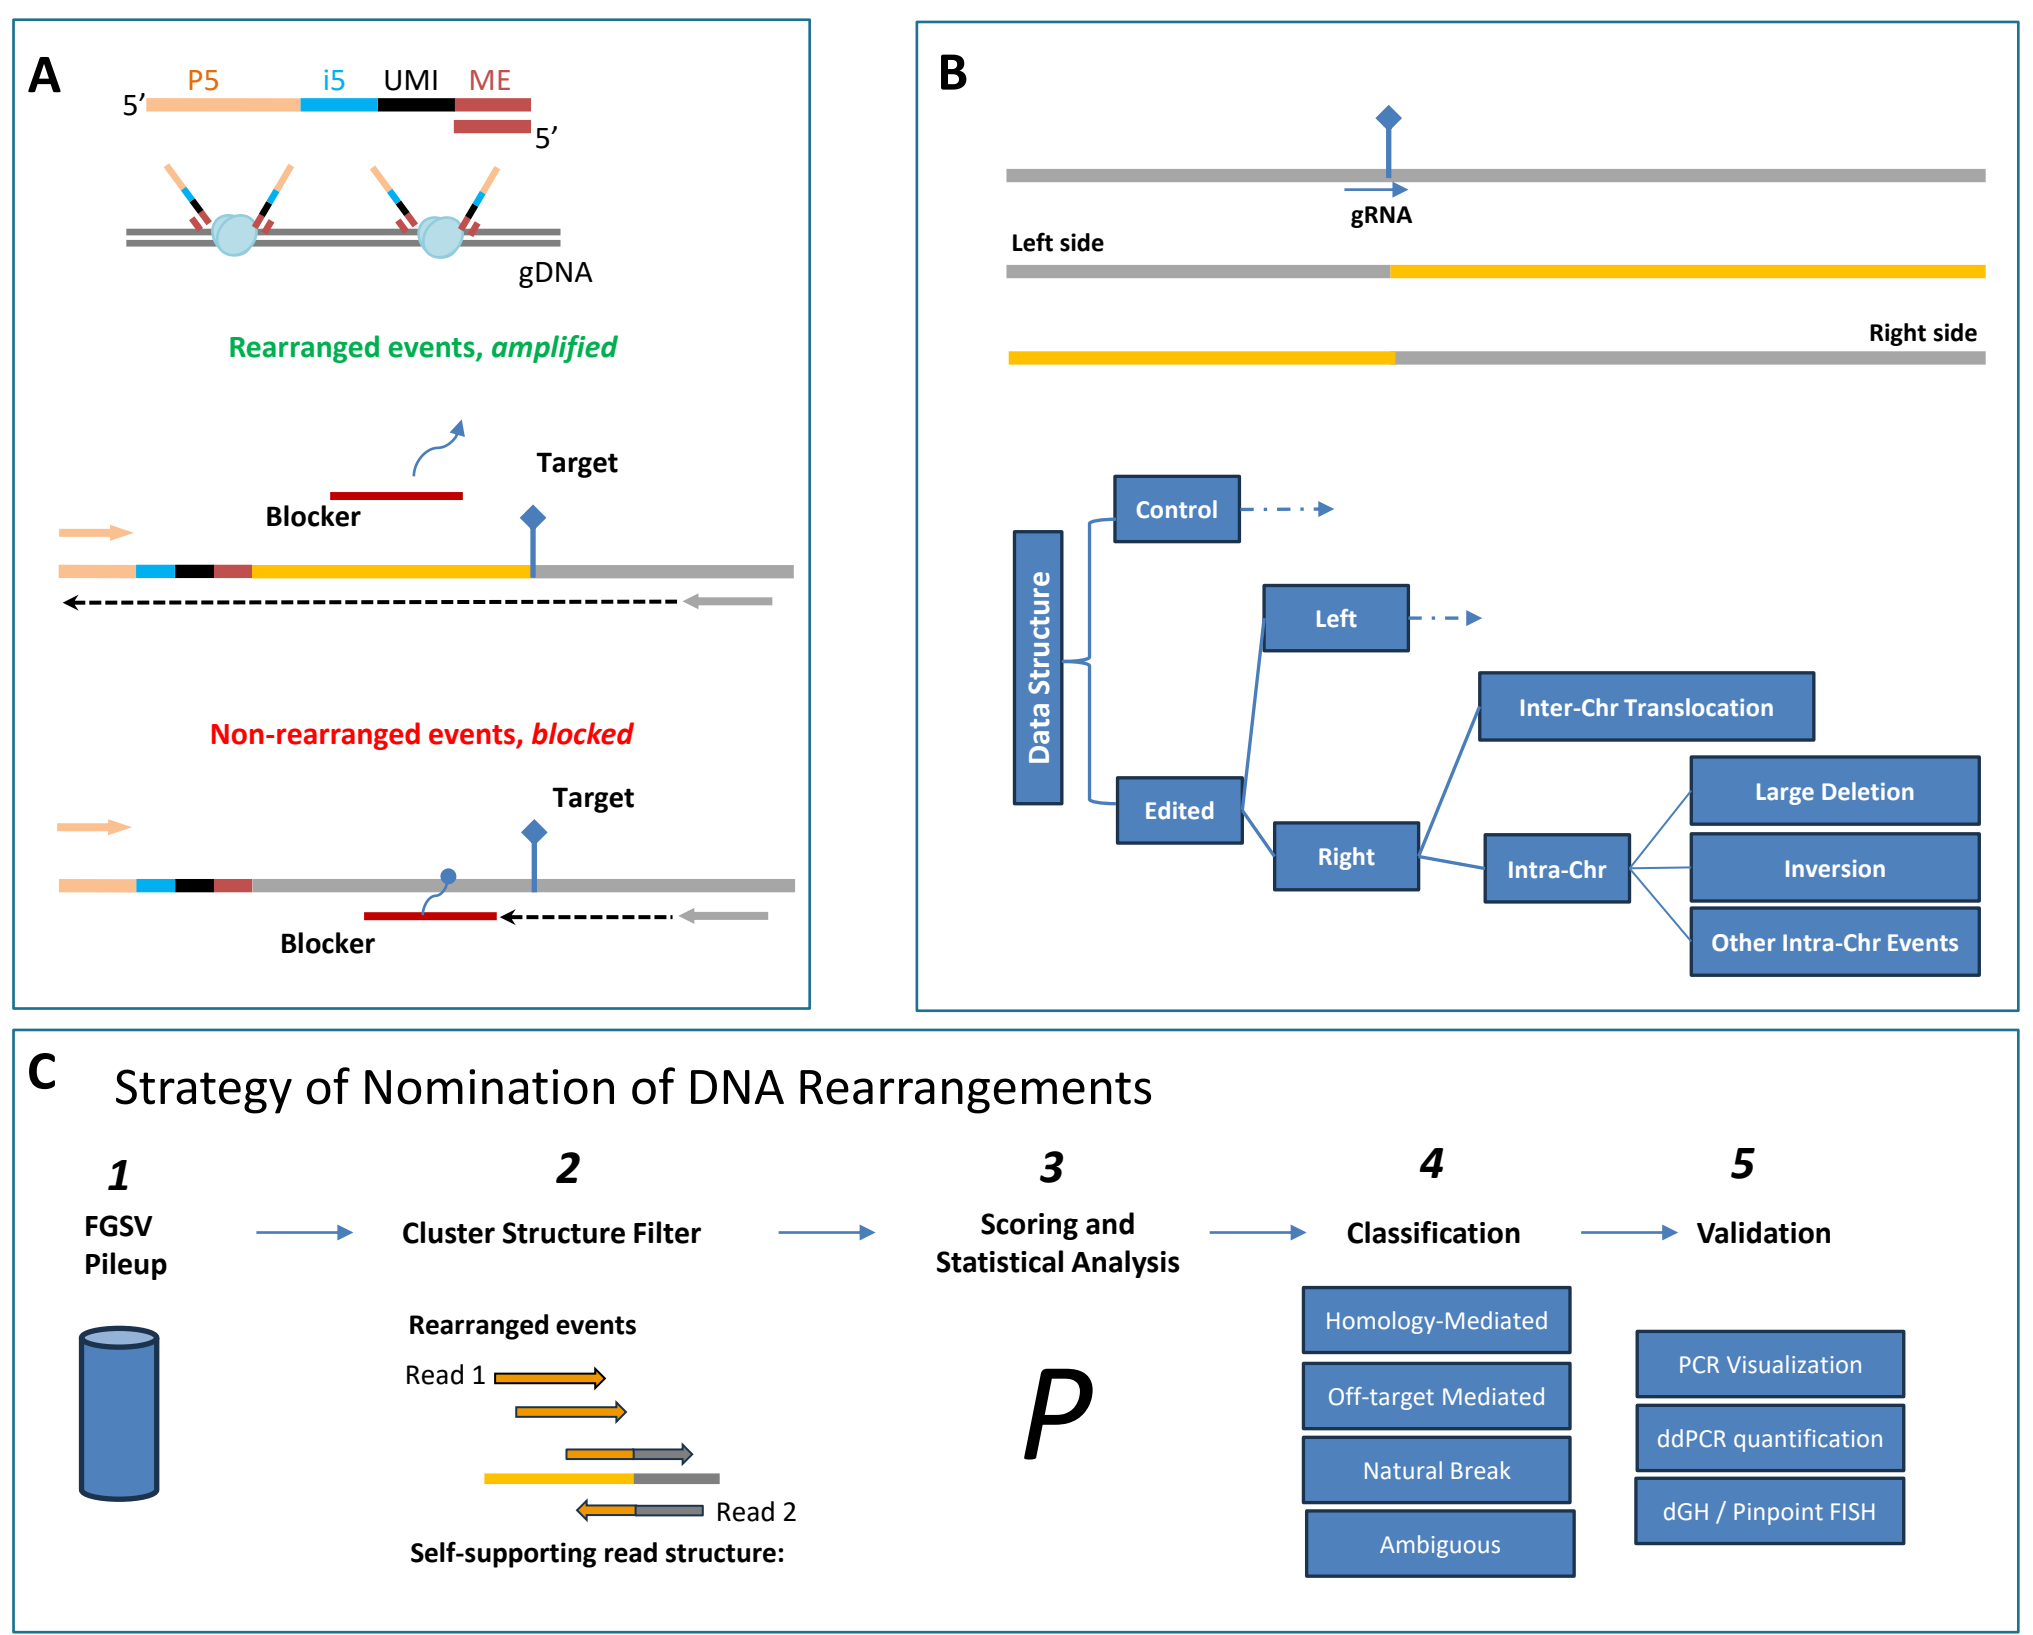 A
P5 i5 UMI ME
5’
5’
gDNA
Rearranged events, amplified
Target
Blocker
Non-rearranged events, blocked
Target
Blocker
B
gRNA
Left side
Right side
Data Structure
Control
Left
Inter-Chr Translocation
Large Deletion
Edited
Right
Intra-Chr
Inversion
Other Intra-Chr Events
C
Strategy of Nomination of DNA Rearrangements
1
FGSV
Pileup
2
Cluster Structure Filter
Rearranged events
Read 1
Read 2
Self-supporting read structure:
3
Scoring and
Statistical Analysis
P
4
Classification
Homology-Mediated
Off-target Mediated
Natural Break
Ambiguous
5
Validation
PCR Visualization
ddPCR quantification
dGH / Pinpoint FISH